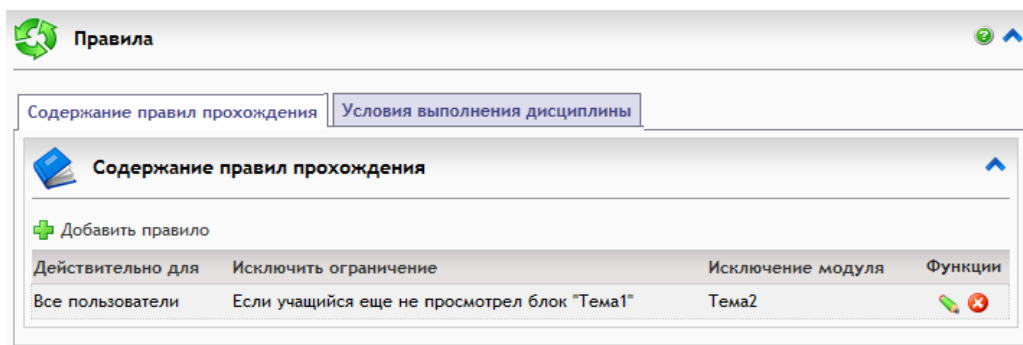 Правила
Содержание правил прохождения Условия выполнения дисциплины
Содержание правил прохождения
Добавить правило
Действительно для Исключить ограничение Исключение модуля Функции
Все пользователи Если учащийся еще не просмотрел блок "Тема1" Тема2